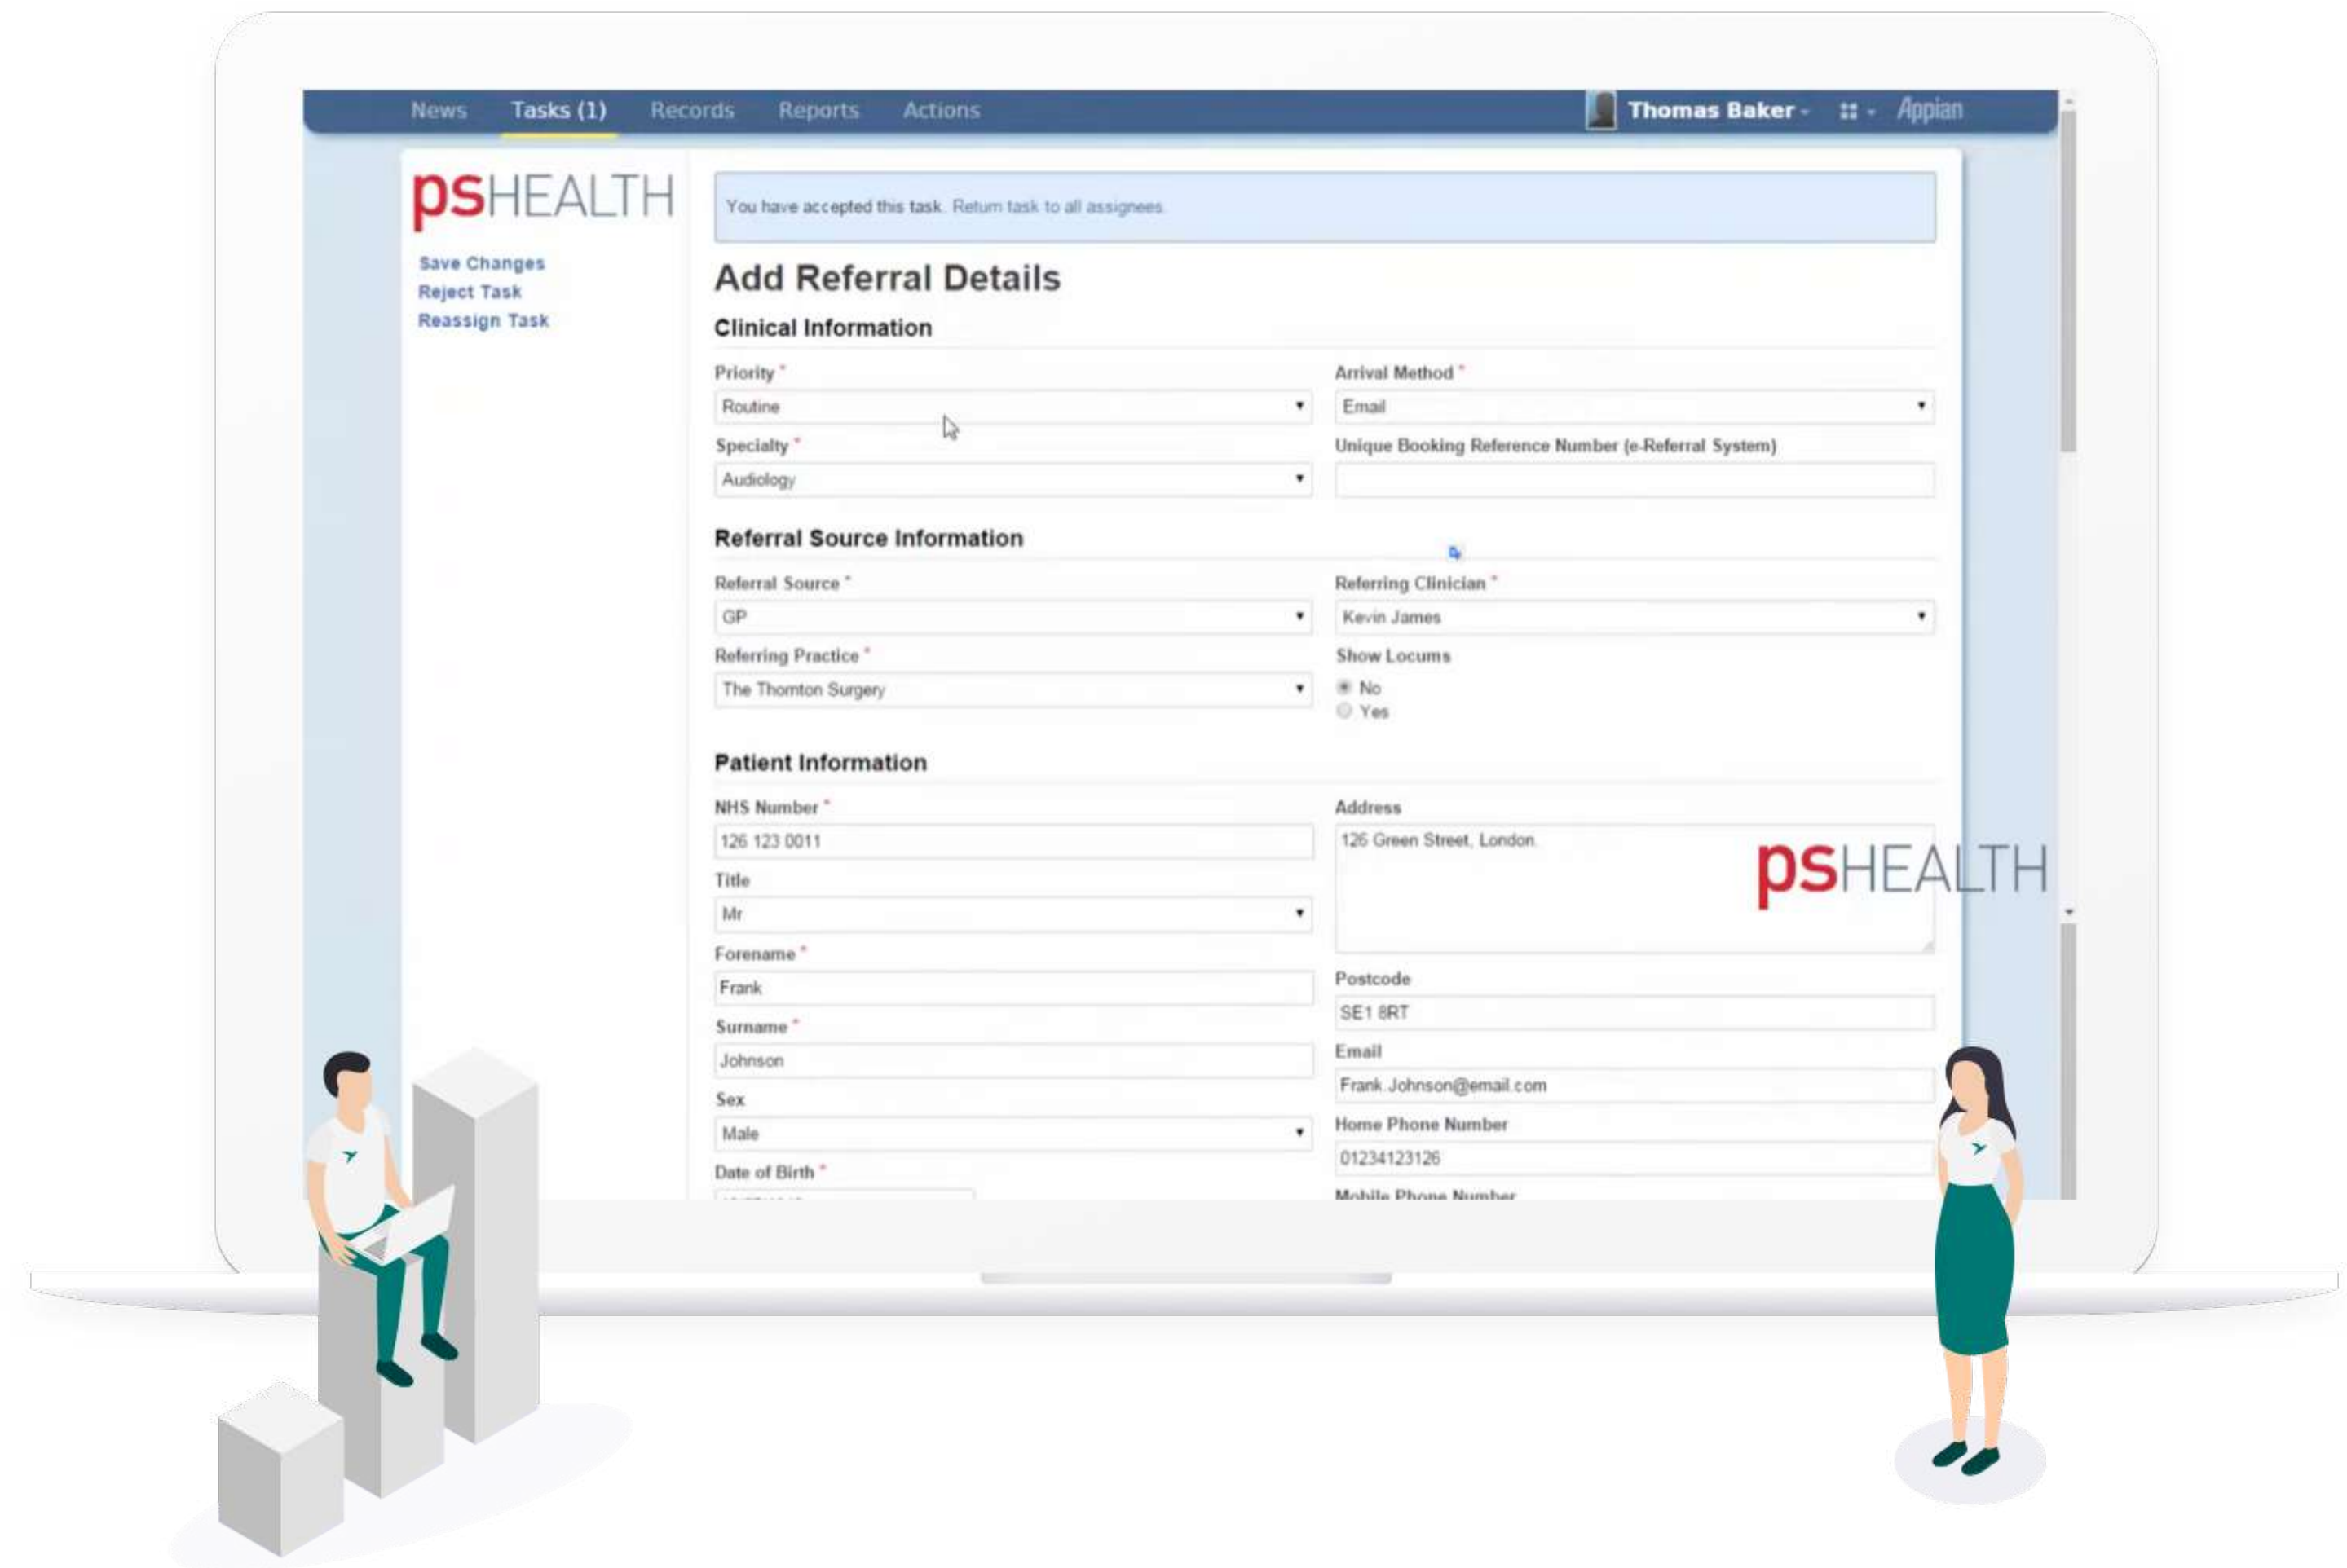 News Tasks (1) Records Reports Actions Thomas Baker Appian
psHEALTH
Save Changes
Reject Task
Reassign Task
You have accepted this task. Return task to all assignees.
Add Referral Details
Clinical Information
Priority * Arrival Method *
Routine Email
Specialty * Unique Booking Reference Number (e-Referral System)
Audiology
Referral Source Information
Referral Source * Referring Clinician *
GP Kevin James
Referring Practice * Show Locums
The Thornton Surgery No
Yes
Patient Information
NHS Number * Address
126 123 0011 126 Green Street, London.
psHEALTH
Title
Mr
Forename * Postcode
Frank SE1 8RT
Surname * Email
Johnson Frank.Johnson@email.com
Sex Home Phone Number
Male 01234123126
Date of Birth * Mobile Phone Number